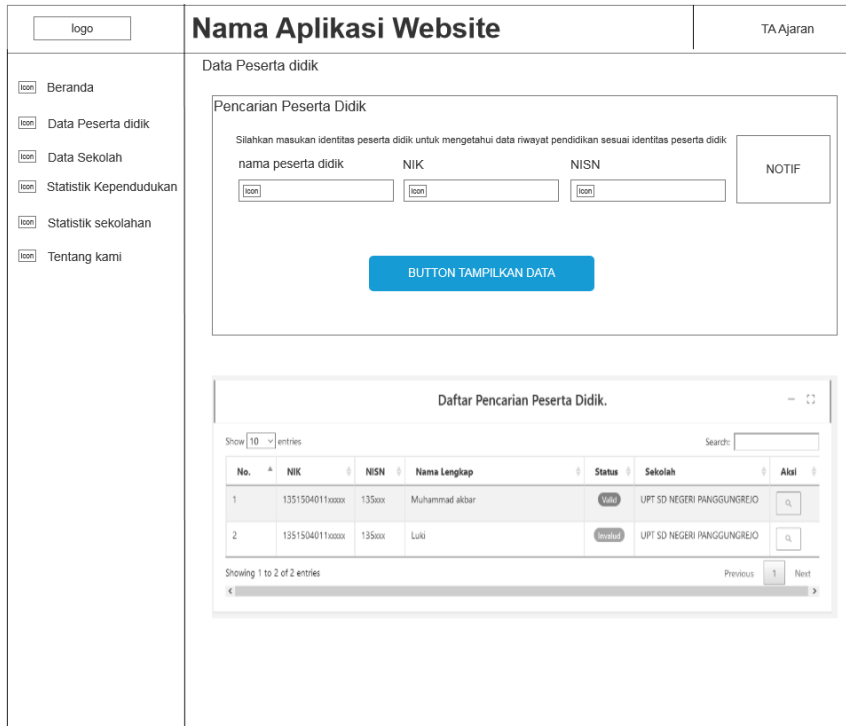 logo
Nama Aplikasi Website
TA Ajaran
Data Peserta didik
Icon Beranda
Icon Data Peserta didik
Icon Data Sekolah
Icon Statistik Kependudukan
Icon Statistik sekolahan
Icon Tentang kami
Pencarian Peserta Didik
Silahkan masukan identitas peserta didik untuk mengetahui data riwayat pendidikan sesuai identitas peserta didik
nama peserta didik NIK NISN
NOTIF
Icon Icon Icon
BUTTON TAMPILKAN DATA
Daftar Pencarian Peserta Didik.
Show 10 entries Search:
No. NIK NISN Nama Lengkap Status Sekolah Aksi
1 1351504011xxxxx 135xxx Muhammad akbar Valid UPT SD NEGERI PANGGUNGREJO
2 1351504011xxxxx 135xxx Luki Invalud UPT SD NEGERI PANGGUNGREJO
Showing 1 to 2 of 2 entries Previous 1 Next